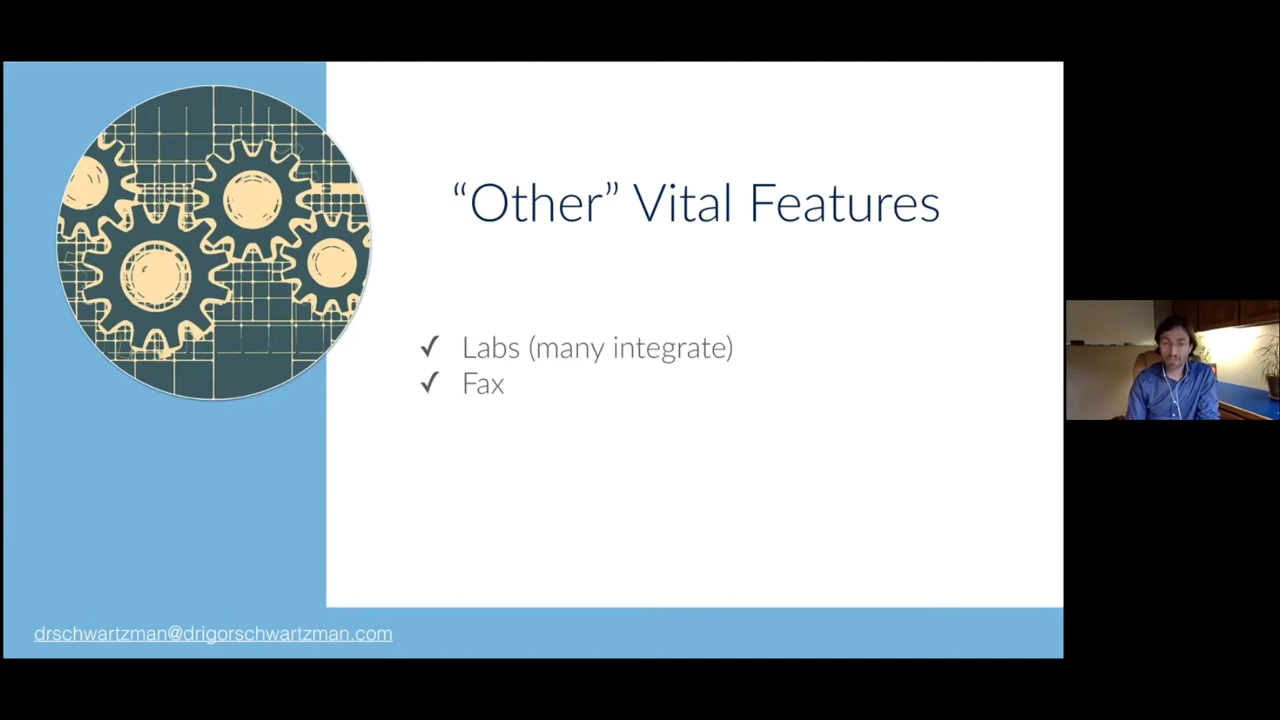 “Other” Vital Features
✓ Labs (many integrate)
✓ Fax
drschwartzman@drigorschwartzman.com